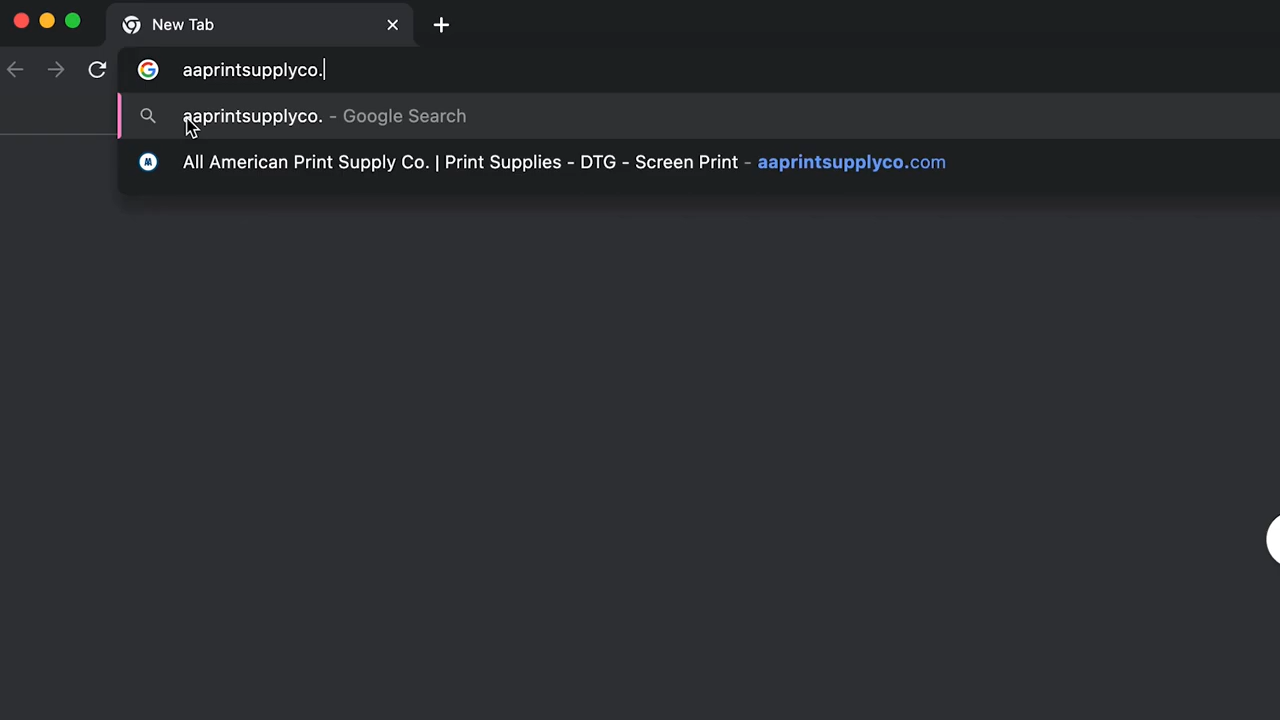 New Tab
aaprintsupplyco.
aaprintsupplyco. - Google Search
All American Print Supply Co. | Print Supplies - DTG - Screen Print - aaprintsupplyco.com